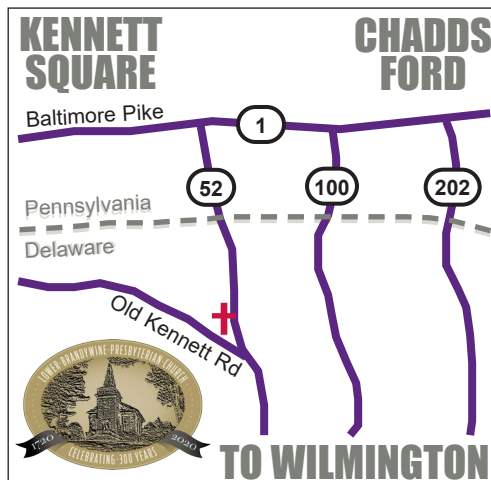 KENNETT
SQUARE
CHADDS
FORD
Baltimore Pike
1
52
100
202
Pennsylvania
Delaware
Old Kennett Rd
LOWER·BRANDYWINE·PRESBYTERIAN·CHURCH
1720
2020
CELEBRATING·300 YEARS
TO WILMINGTON